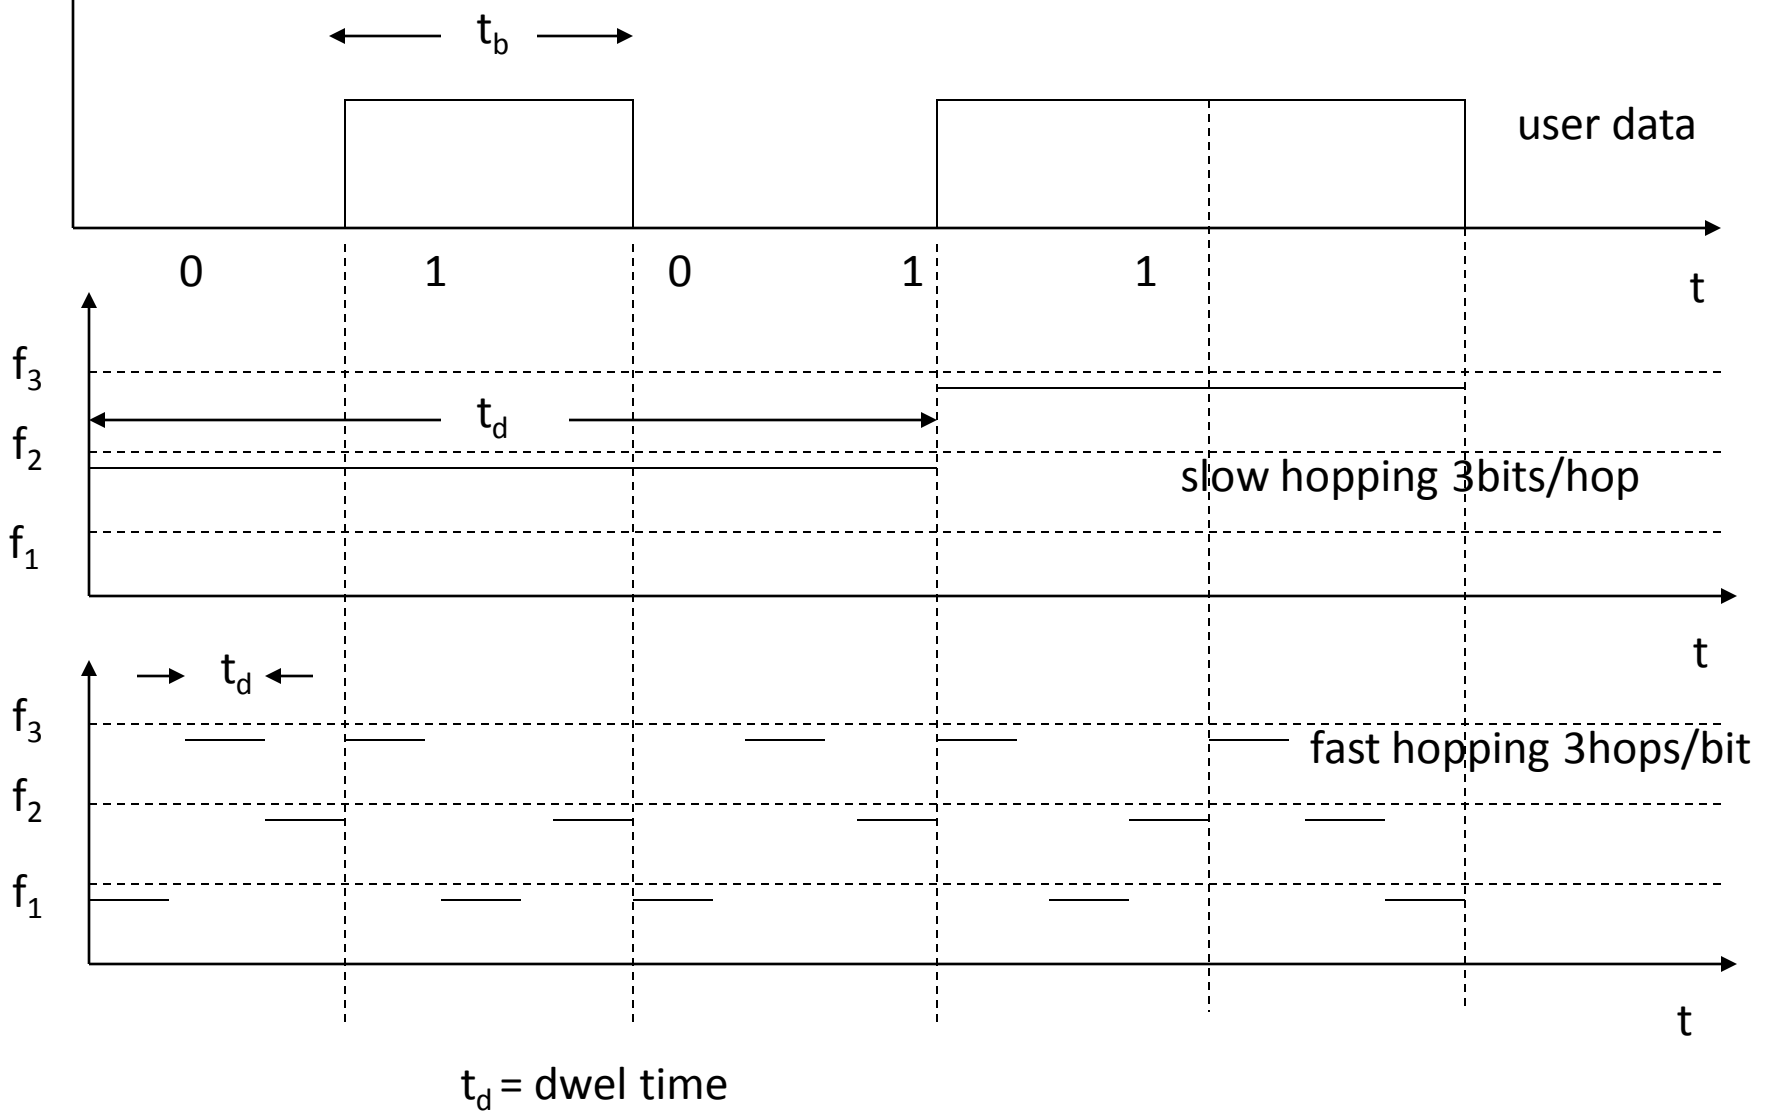 t_b
user data
0 1 0 1 1
t
f_3
t_d
f_2
slow hopping 3bits/hop
f_1
t
t_d
f_3
fast hopping 3hops/bit
f_2
f_1
t
t_d = dwel time